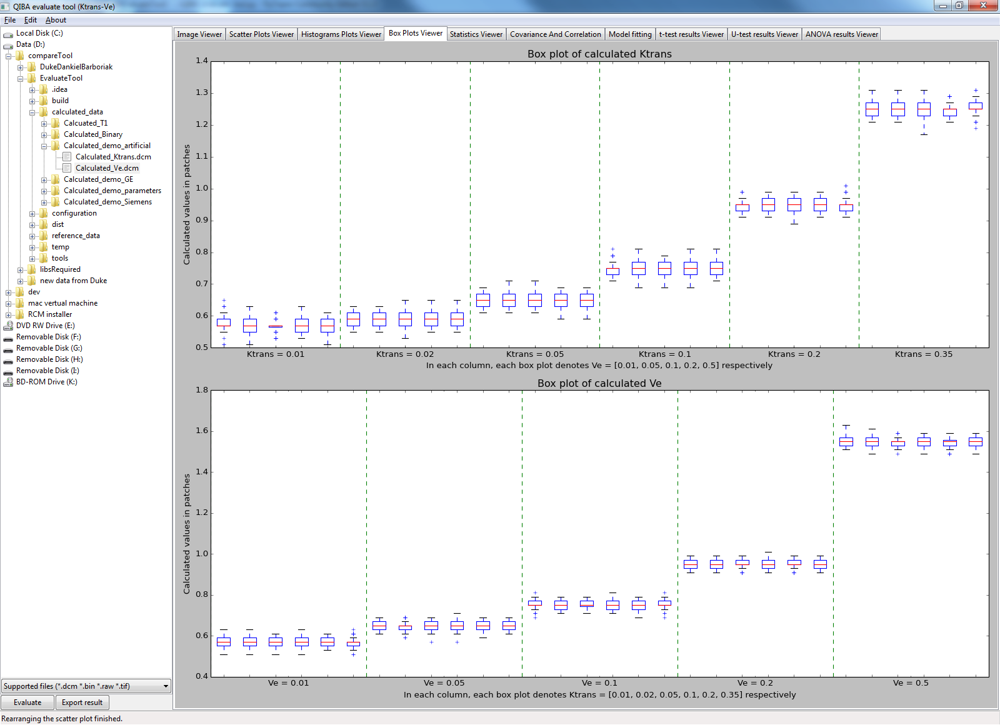 QIBA evaluate tool (Ktrans-Ve)
File Edit About
Local Disk (C:)
Data (D:)
compareTool
DukeDankielBarboriak
EvaluateTool
.idea
build
calculated_data
Calcuated_T1
Calculated_Binary
Calculated_demo_artificial
Calculated_Ktrans.dcm
Calculated_Ve.dcm
Calculated_demo_GE
Calculated_demo_parameters
Calculated_demo_Siemens
configuration
dist
reference_data
temp
tools
libsRequired
new data from Duke
dev
mac vertual machine
RCM installer
DVD RW Drive (E:)
Removable Disk (F:)
Removable Disk (G:)
Removable Disk (H:)
Removable Disk (I:)
BD-ROM Drive (K:)
Supported files (*.dcm *.bin *.raw *.tif)
Evaluate Export result
Rearranging the scatter plot finished.
Image Viewer Scatter Plots Viewer Histograms Plots Viewer Box Plots Viewer Statistics Viewer Covariance And Correlation Model fitting t-test results Viewer U-test results Viewer ANOVA results Viewer
Box plot of calculated Ktrans
Calculated values in patches
1.4
1.3
1.2
1.1
1.0
0.9
0.8
0.7
0.6
0.5
Ktrans = 0.01 Ktrans = 0.02 Ktrans = 0.05 Ktrans = 0.1 Ktrans = 0.2 Ktrans = 0.35
In each column, each box plot denotes Ve = [0.01, 0.05, 0.1, 0.2, 0.5] respectively
Box plot of calculated Ve
Calculated values in patches
1.8
1.6
1.4
1.2
1.0
0.8
0.6
0.4
Ve = 0.01 Ve = 0.05 Ve = 0.1 Ve = 0.2 Ve = 0.5
In each column, each box plot denotes Ktrans = [0.01, 0.02, 0.05, 0.1, 0.2, 0.35] respectively